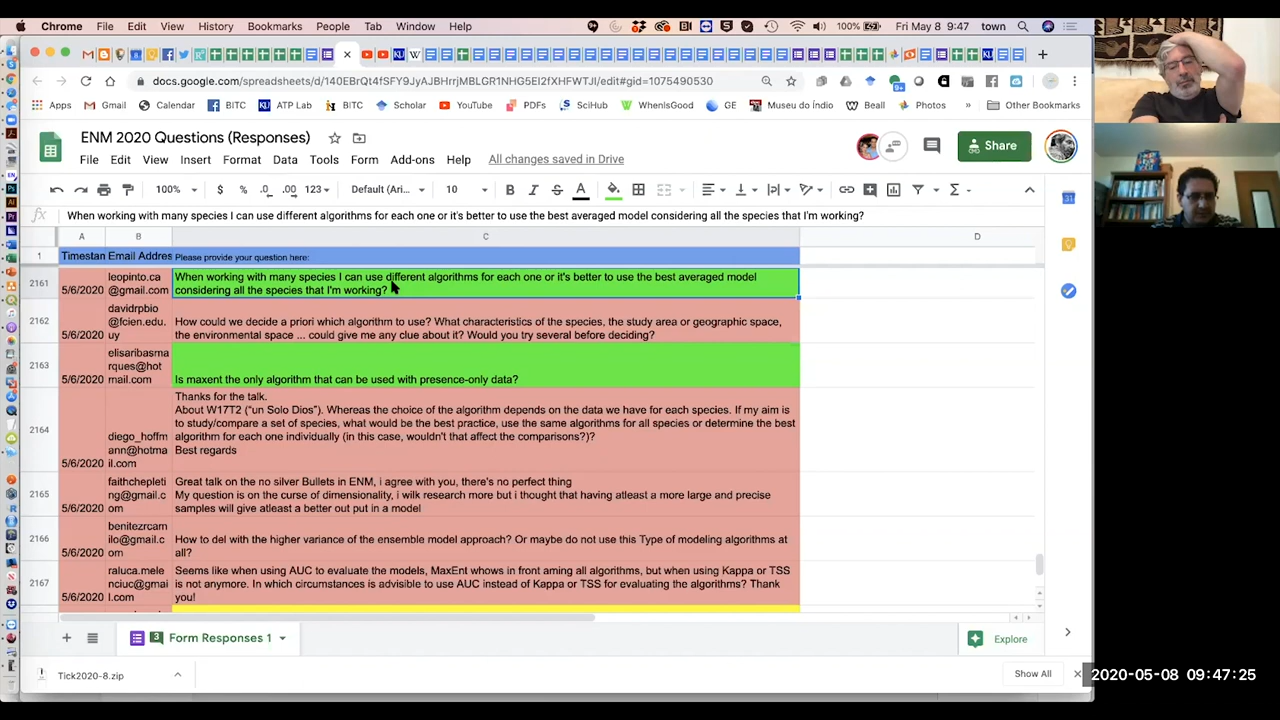 Chrome File Edit View History Bookmarks People Tab Window Help 100% Fri May 8 9:47 town
docs.google.com/spreadsheets/d/140EBQt4fSFY9JyAJBHrrjMBLGR1NHG5EI2fXHFWTJI/edit#gid=1075490530
Apps Gmail Calendar BITC ATP Lab BITC Scholar YouTube PDFs SciHub WhenIsGood GE Museu do Índio Beall Photos » Other Bookmarks
ENM 2020 Questions (Responses)
File Edit View Insert Format Data Tools Form Add-ons Help All changes saved in Drive
Share
100% $ % .0 .00 123 Default (Ari... 10 B I S A
fx When working with many species I can use different algorithms for each one or it's better to use the best averaged model considering all the species that I'm working?
A B C D
1 Timestan Email Addres Please provide your question here:
2161 5/6/2020 leopinto.ca
@gmail.com
When working with many species I can use different algorithms for each one or it's better to use the best averaged model
considering all the species that I'm working?
2162 5/6/2020 davidrpbio
@fcien.edu.
uy
How could we decide a priori which algorithm to use? What characteristics of the species, the study area or geographic space,
the environmental space ... could give me any clue about it? Would you try several before deciding?
2163 5/6/2020 elisaribasma
rques@hot
mail.com
Is maxent the only algorithm that can be used with presence-only data?
2164 5/6/2020 diego_hoffm
ann@hotma
il.com
Thanks for the talk.
About W17T2 ("un Solo Dios"). Whereas the choice of the algorithm depends on the data we have for each species. If my aim is
to study/compare a set of species, what would be the best practice, use the same algorithms for all species or determine the best
algorithm for each one individually (in this case, wouldn't that affect the comparisons?)?
Best regards
2165 5/6/2020 faithchepleti
ng@gmail.c
om
Great talk on the no silver Bullets in ENM, i agree with you, there's no perfect thing
My question is on the curse of dimensionality, i wilk research more but i thought that having atleast a more large and precise
samples will give atleast a better out put in a model
2166 5/6/2020 benitezrcam
ilo@gmail.c
om
How to del with the higher variance of the ensemble model approach? Or maybe do not use this Type of modeling algorithms at
all?
2167 5/6/2020 raluca.mele
nciuc@gmai
l.com
Seems like when using AUC to evaluate the models, MaxEnt whows in front aming all algorithms, but when using Kappa or TSS
is not anymore. In which circumstances is advisible to use AUC instead of Kappa or TSS for evaluating the algorithms? Thank
you!
3 Form Responses 1
Explore
Tick2020-8.zip
Show All
2020-05-08 09:47:25